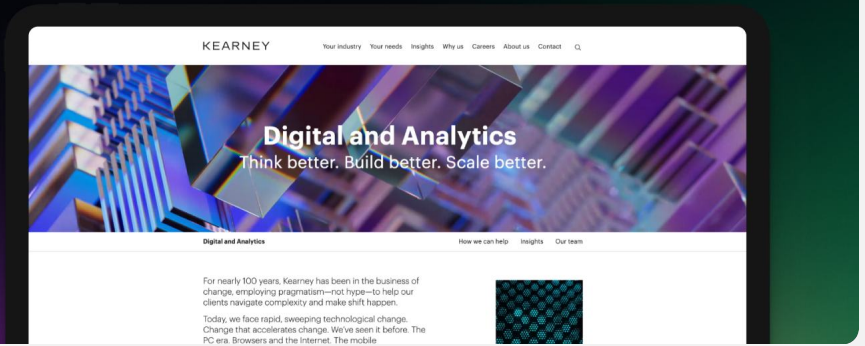 KEARNEY
Your industry Your needs Insights Why us Careers About us Contact
Digital and Analytics
Think better. Build better. Scale better.
Digital and Analytics
How we can help Insights Our team
For nearly 100 years, Kearney has been in the business of
change, employing pragmatism—not hype—to help our
clients navigate complexity and make shift happen.
Today, we face rapid, sweeping technological change.
Change that accelerates change. We've seen it before. The
PC era. Browsers and the Internet. The mobile